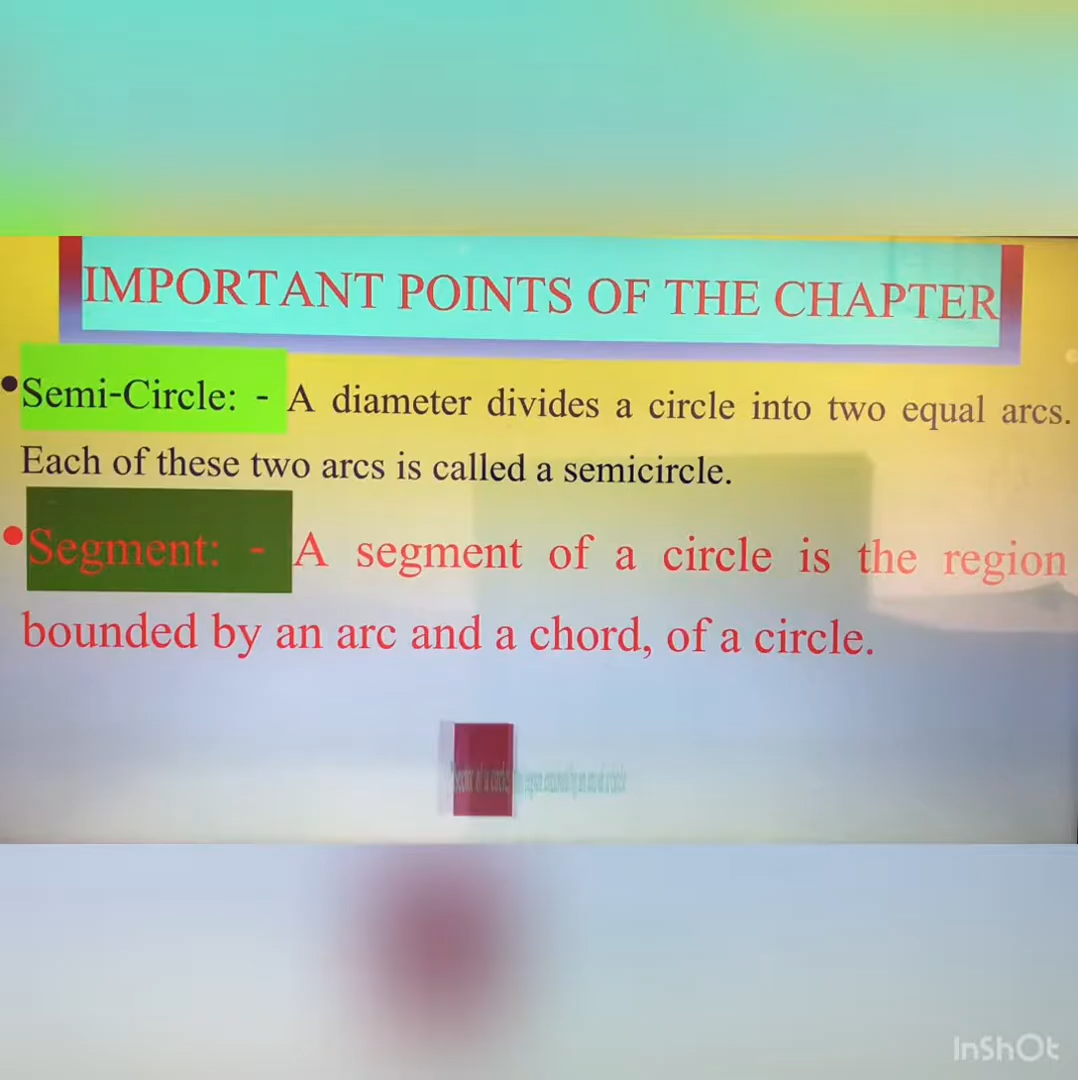 IMPORTANT POINTS OF THE CHAPTER
•Semi-Circle: - A diameter divides a circle into two equal arcs.
Each of these two arcs is called a semicircle.
•Segment: - A segment of a circle is the region
bounded by an arc and a chord, of a circle.
InShOt